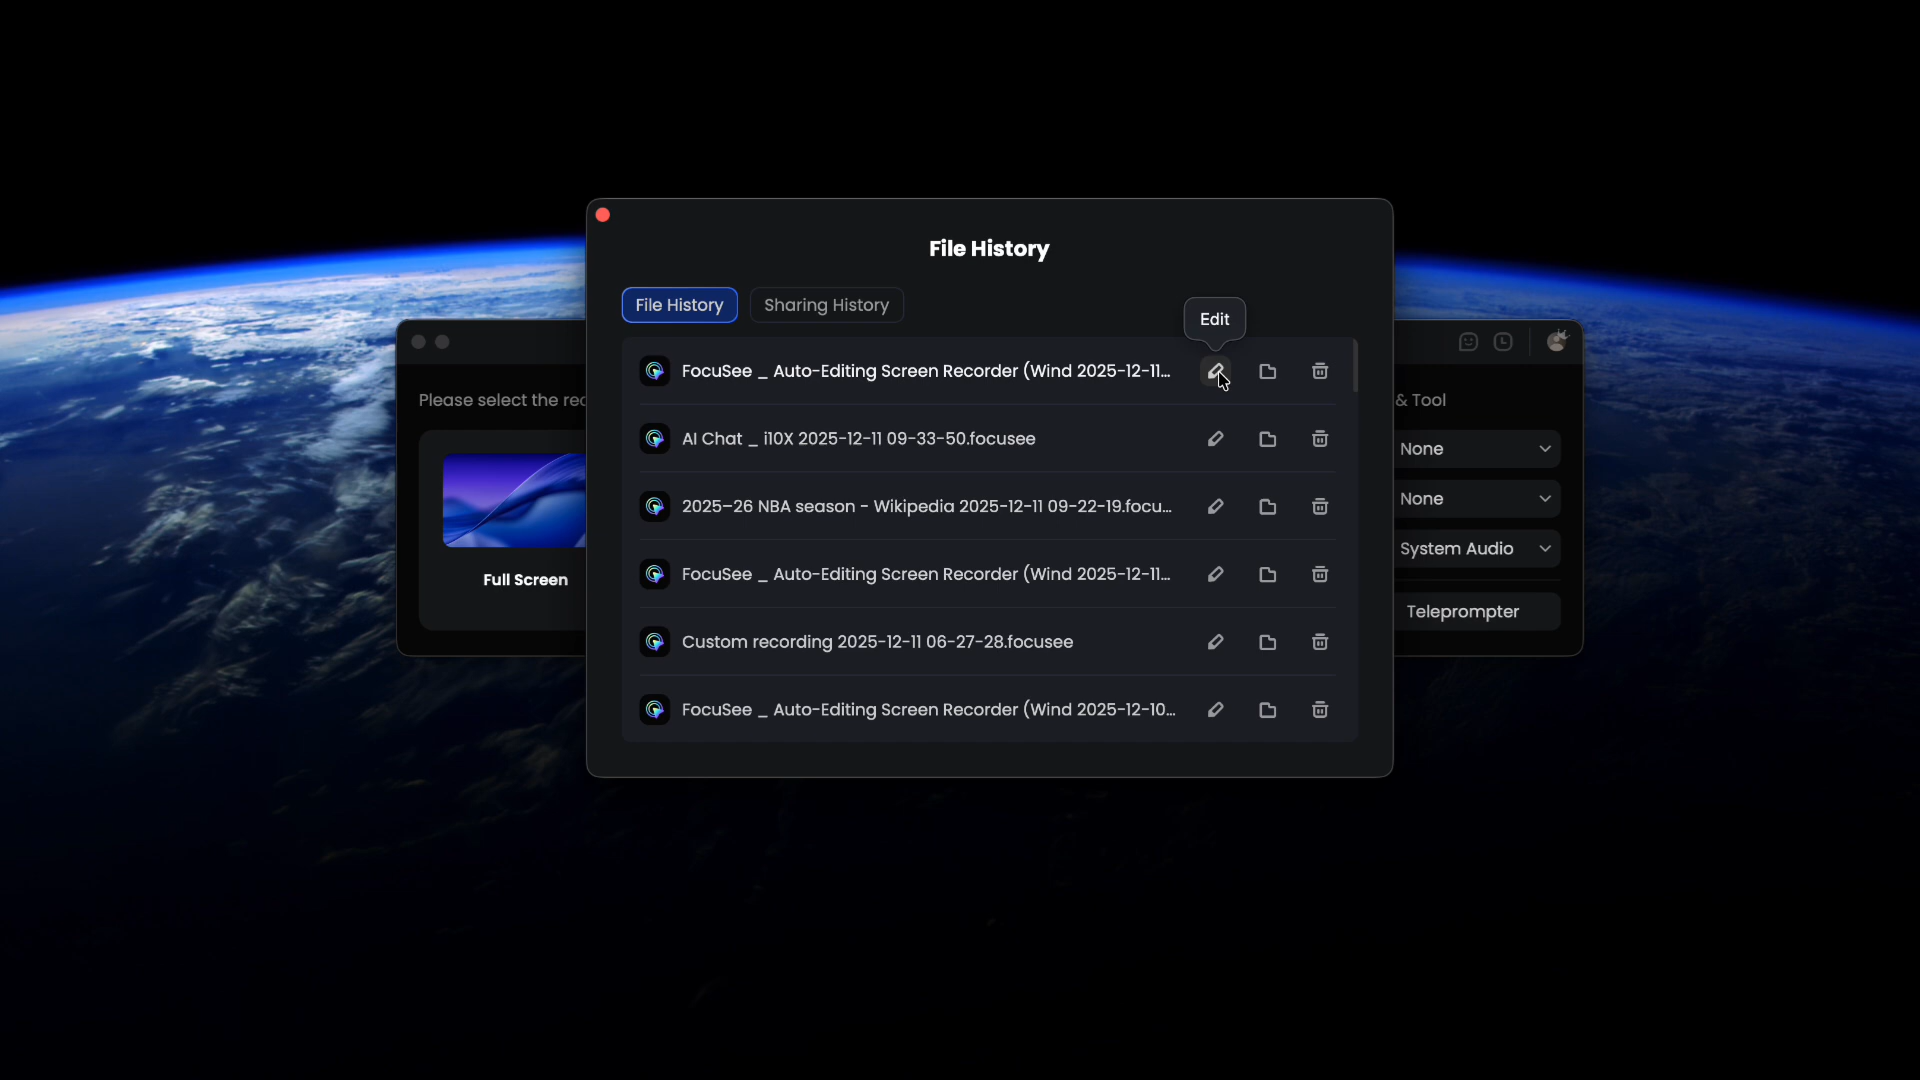 File History
File History
Sharing History
Edit
FocuSee _ Auto-Editing Screen Recorder (Wind 2025-12-11...
AI Chat _ i10X 2025-12-11 09-33-50.focusee
2025–26 NBA season - Wikipedia 2025-12-11 09-22-19.focu...
FocuSee _ Auto-Editing Screen Recorder (Wind 2025-12-11...
Custom recording 2025-12-11 06-27-28.focusee
FocuSee _ Auto-Editing Screen Recorder (Wind 2025-12-10...
Please select the rec
Full Screen
& Tool
None
None
System Audio
Teleprompter